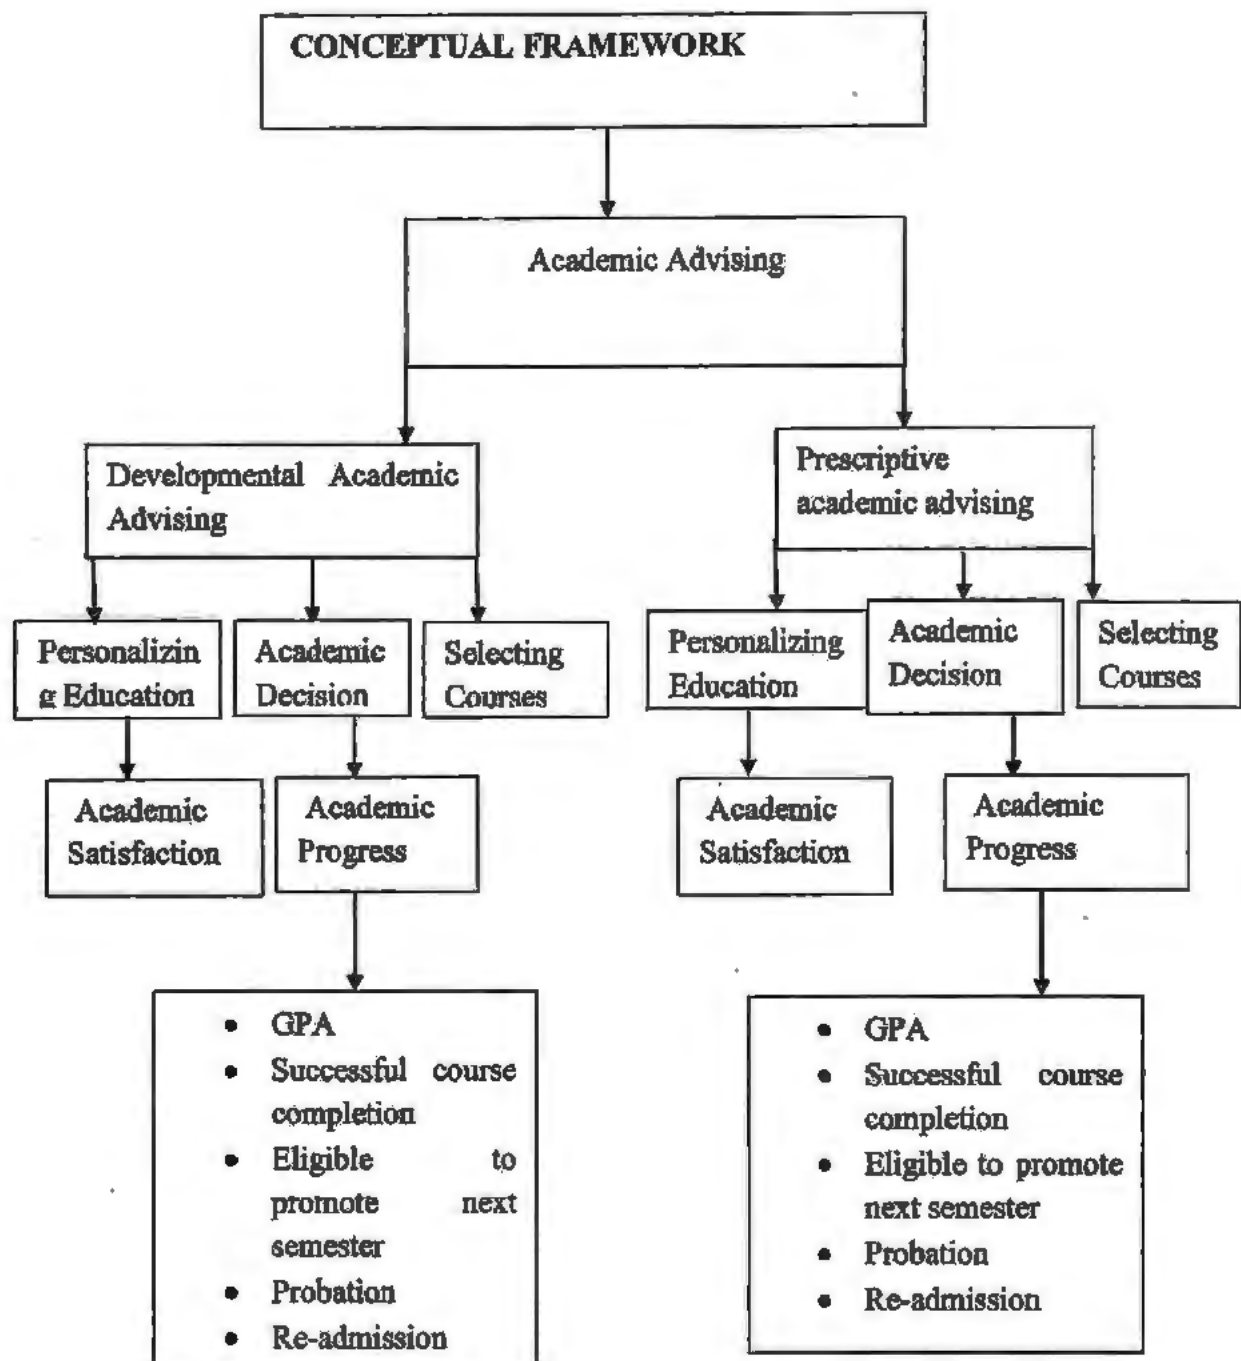 CONCEPTUAL FRAMEWORK
Academic Advising
Developmental Academic
Advising
Prescriptive
academic advising
Personalizin
g Education
Academic
Decision
Selecting
Courses
Personalizing
Education
Academic
Decision
Selecting
Courses
Academic
Satisfaction
Academic
Progress
Academic
Satisfaction
Academic
Progress
• GPA
• Successful course
completion
• Eligible to
promote next
semester
• Probation
• Re-admission
• GPA
• Successful course
completion
• Eligible to promote
next semester
• Probation
• Re-admission